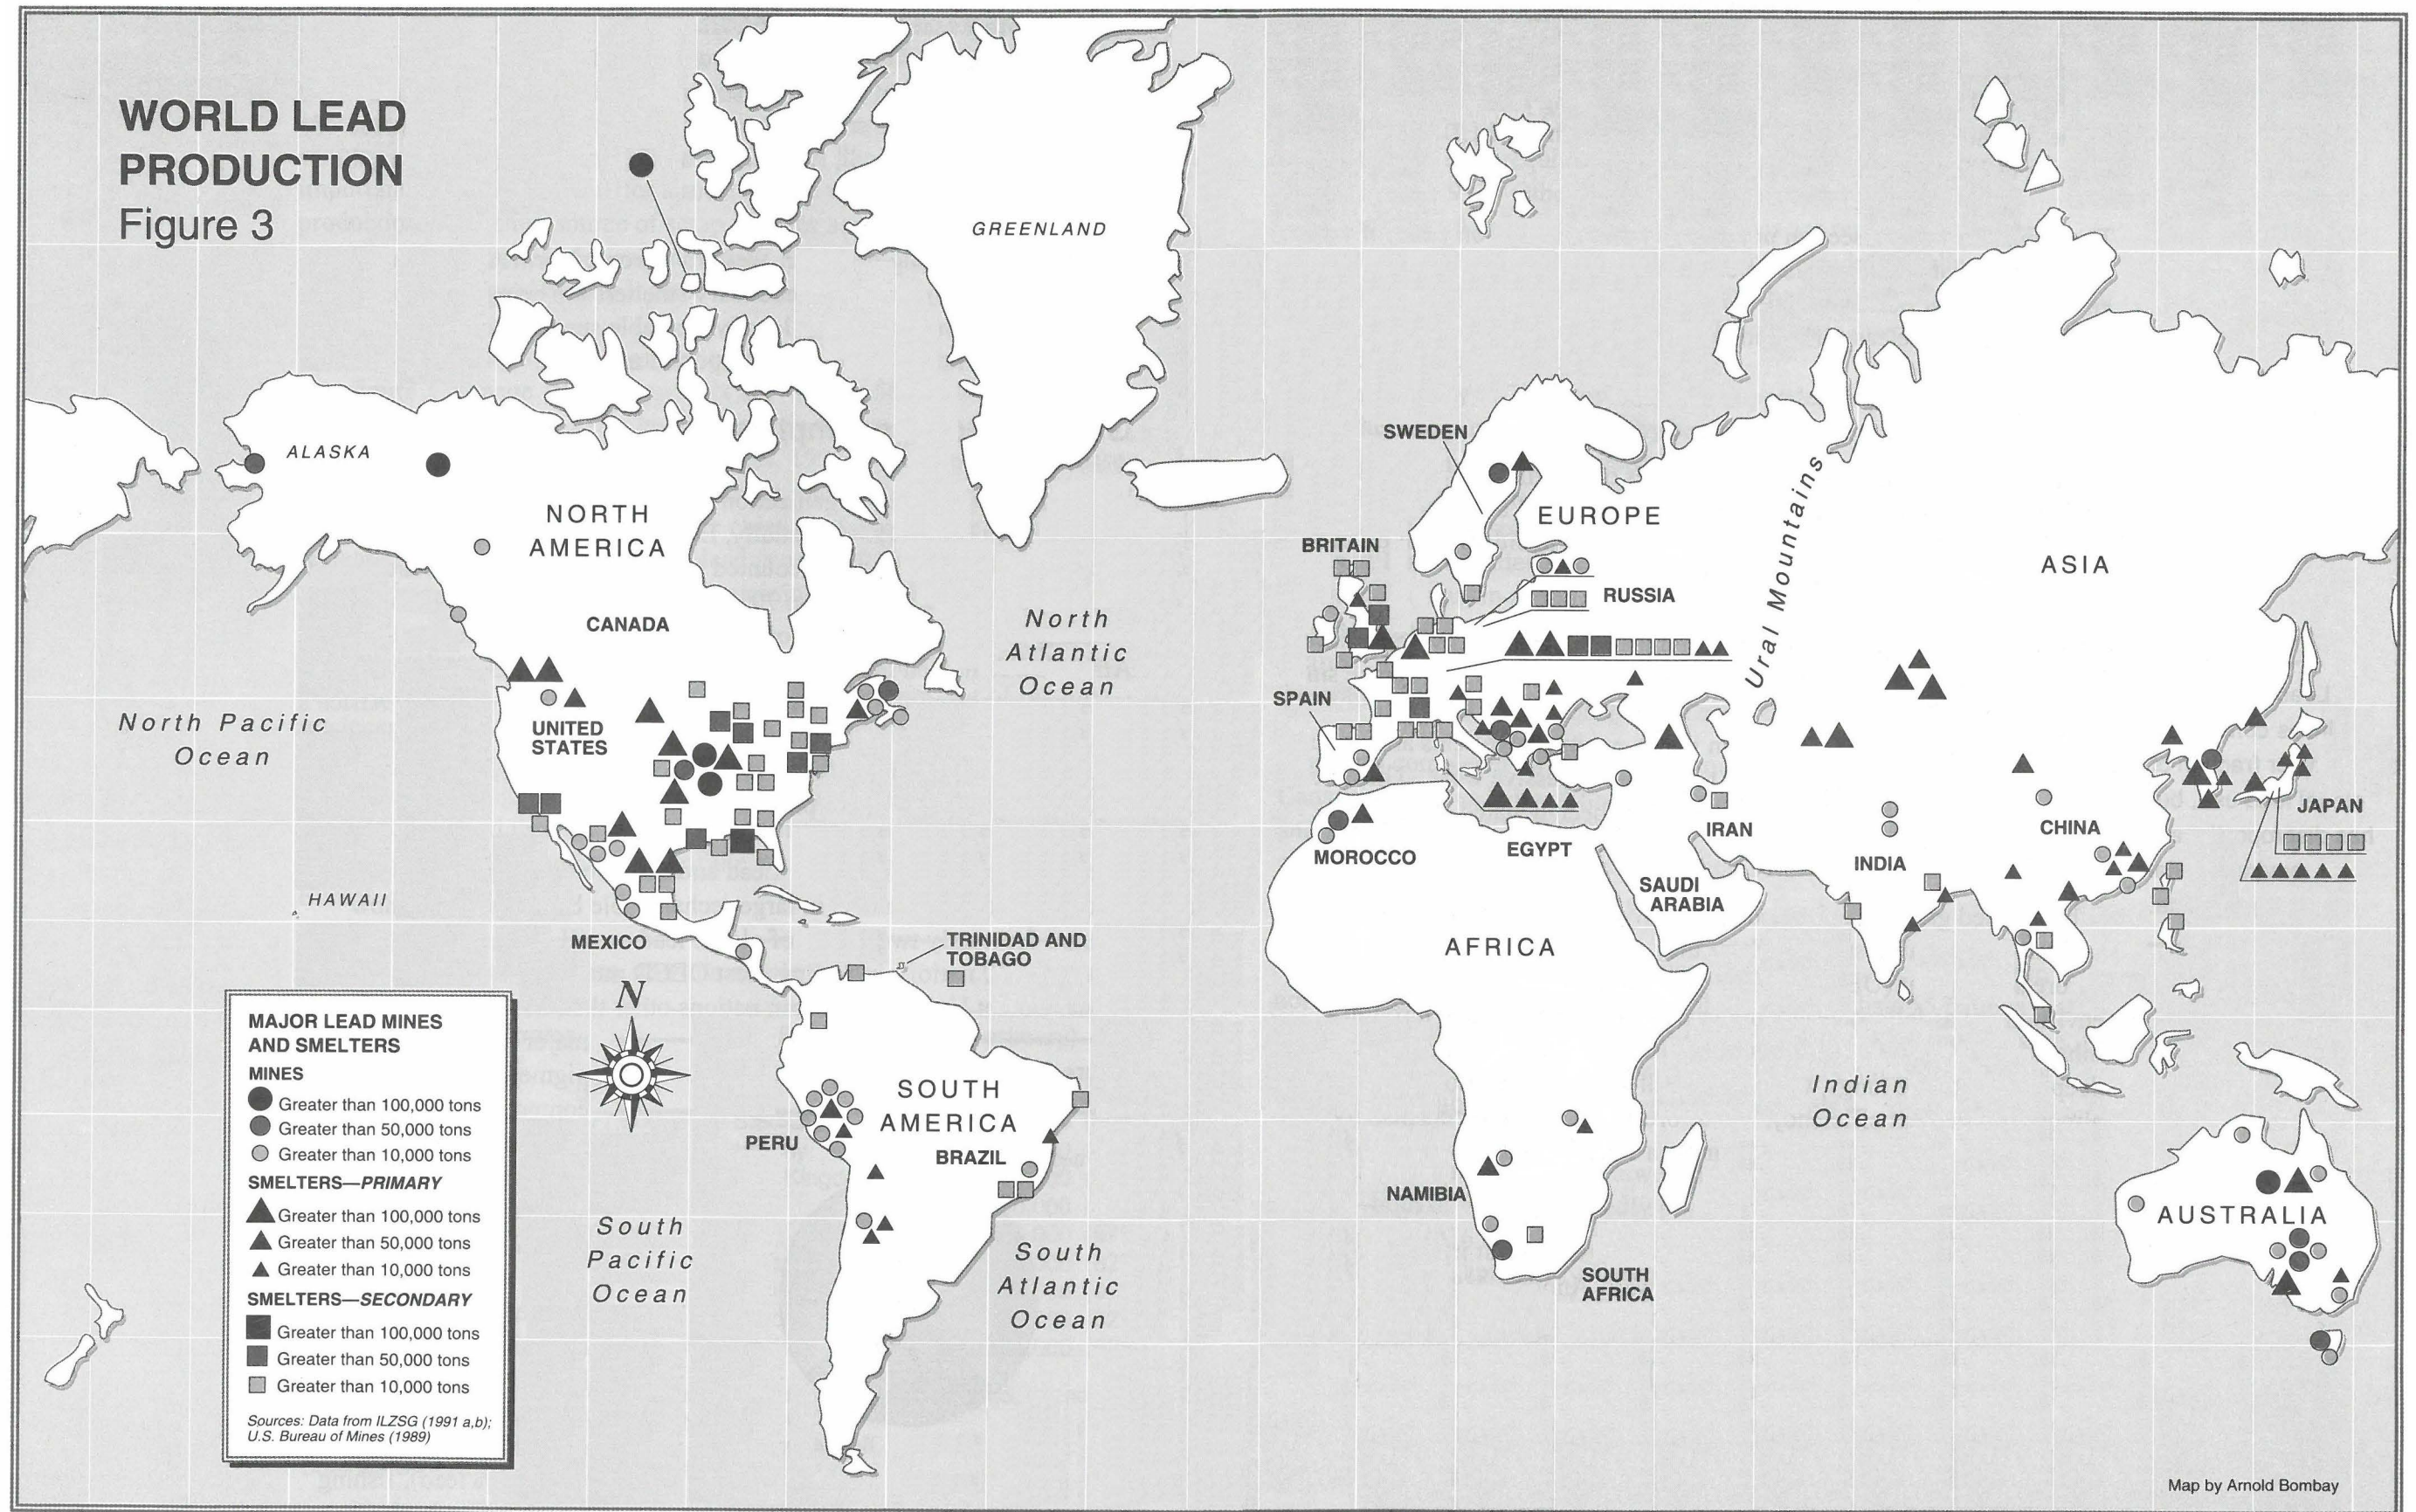 WORLD LEAD
PRODUCTION
Figure 3
GREENLAND
ALASKA
NORTH
AMERICA
CANADA
UNITED
STATES
North Pacific
Ocean
HAWAII
MEXICO
North
Atlantic
Ocean
TRINIDAD AND
TOBAGO
SWEDEN
EUROPE
BRITAIN
RUSSIA
Ural Mountains
ASIA
SPAIN
MOROCCO
EGYPT
IRAN
SAUDI
ARABIA
INDIA
CHINA
JAPAN
AFRICA
N
SOUTH
AMERICA
PERU
BRAZIL
South
Pacific
Ocean
South
Atlantic
Ocean
NAMIBIA
SOUTH
AFRICA
Indian
Ocean
AUSTRALIA
MAJOR LEAD MINES
AND SMELTERS
MINES
Greater than 100,000 tons
Greater than 50,000 tons
Greater than 10,000 tons
SMELTERS—PRIMARY
Greater than 100,000 tons
Greater than 50,000 tons
Greater than 10,000 tons
SMELTERS—SECONDARY
Greater than 100,000 tons
Greater than 50,000 tons
Greater than 10,000 tons
Sources: Data from ILZSG (1991 a,b);
U.S. Bureau of Mines (1989)
Map by Arnold Bombay